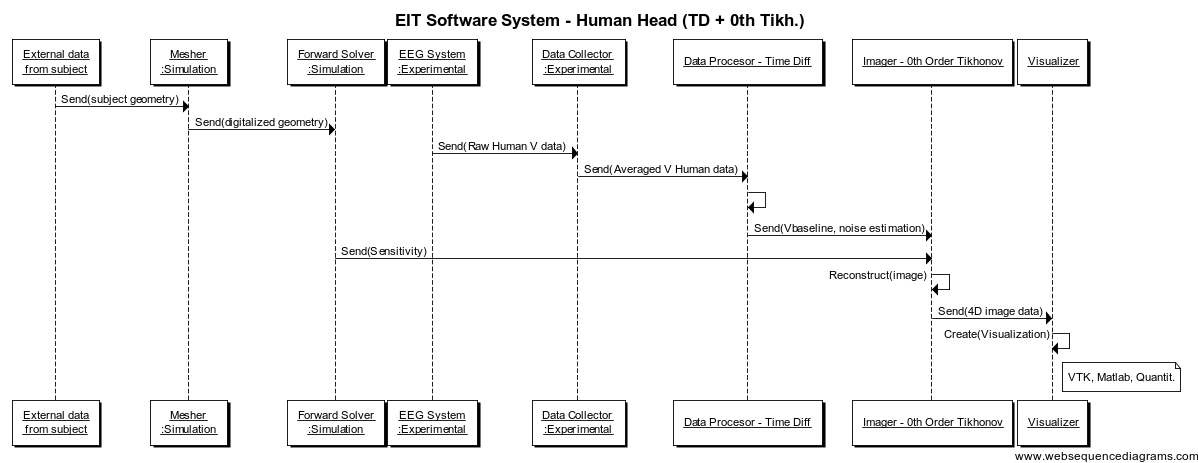 EIT Software System - Human Head (TD + 0th Tikh.)
External data
from subject
Mesher
:Simulation
Forward Solver
:Simulation
EEG System
:Experimental
Data Collector
:Experimental
Data Procesor - Time Diff
Imager - 0th Order Tikhonov
Visualizer
Send(subject geometry)
Send(digitalized geometry)
Send(Raw Human V data)
Send(Averaged V Human data)
Send(Vbaseline, noise estimation)
Send(Sensitivity)
Reconstruct(image)
Send(4D image data)
Create(Visualization)
VTK, Matlab, Quantit.
External data
from subject
Mesher
:Simulation
Forward Solver
:Simulation
EEG System
:Experimental
Data Collector
:Experimental
Data Procesor - Time Diff
Imager - 0th Order Tikhonov
Visualizer
www.websequencediagrams.com